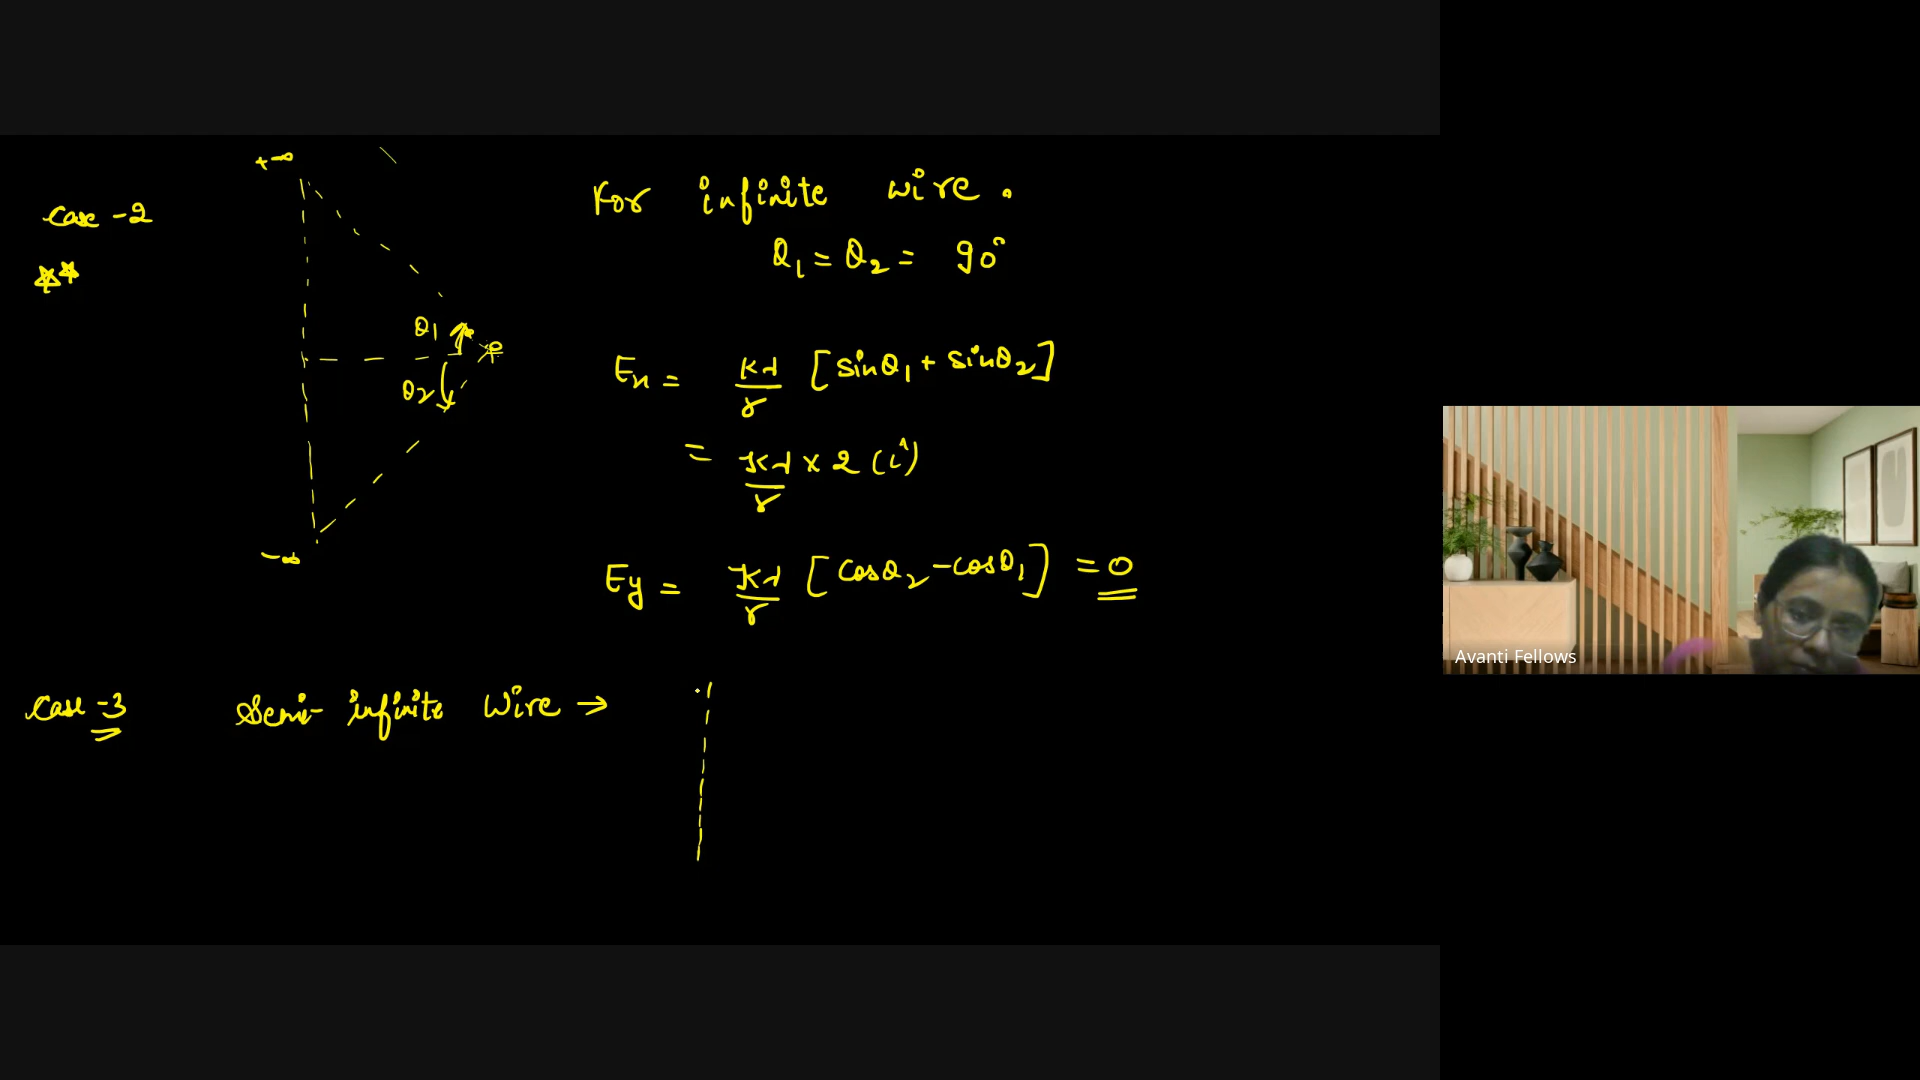 +∞
case -2
For infinite wire.
θ₁ = θ₂ = 90°
θ₁
P
θ₂
Ex = Kλ/r [sinθ₁ + sinθ₂]
= Kλ/r × 2 (î)
-∞
Ey = Kλ/r [cosθ₂ - cosθ₁] = 0
Case -3 Semi- infinite Wire →
Avanti Fellows